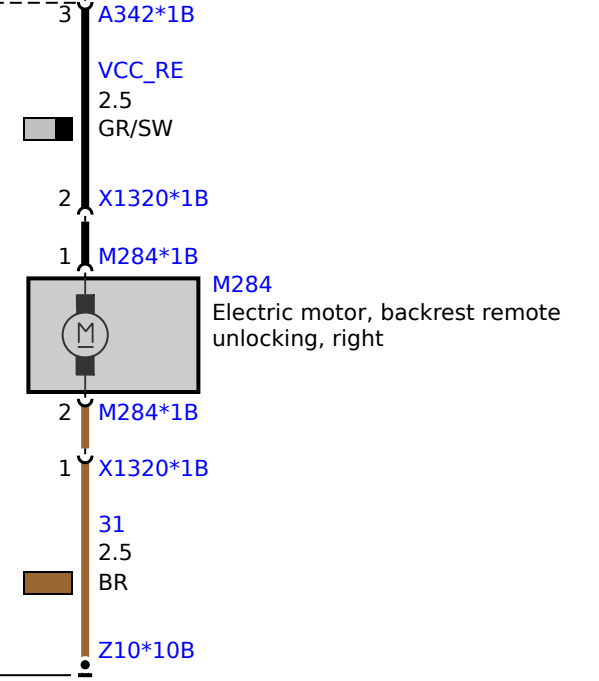 3 A342*1B
VCC_RE
2.5
GR/SW
2 X1320*1B
1 M284*1B
M284
Electric motor, backrest remote
unlocking, right
M
2 M284*1B
1 X1320*1B
31
2.5
BR
Z10*10B